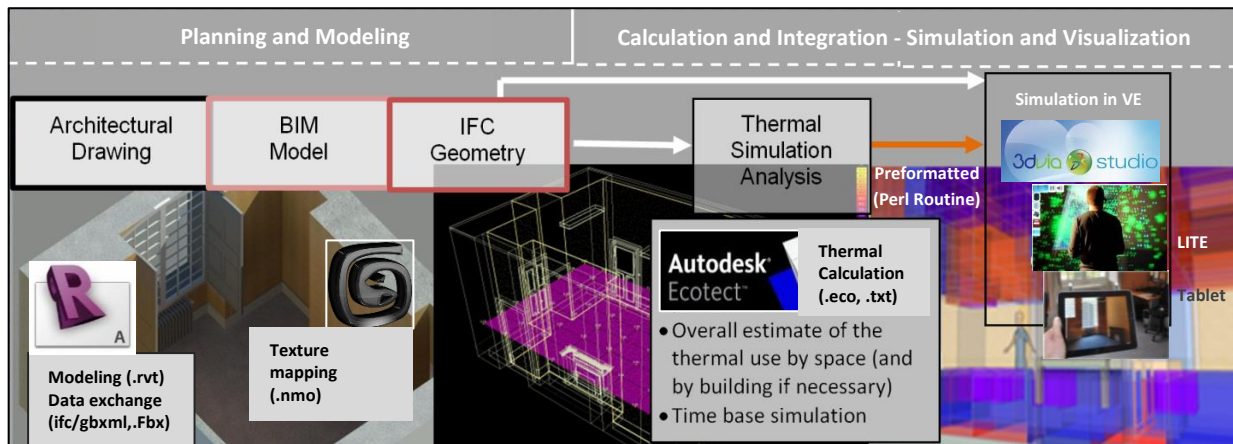 Planning and Modeling
Calculation and Integration - Simulation and Visualization
Architectural
Drawing
BIM
Model
IFC
Geometry
Thermal
Simulation
Analysis
Simulation in VE
3dvia studio
Preformatted
(Perl Routine)
LITE
Tablet
R
A
Modeling (.rvt)
Data exchange
(ifc/gbxml,.Fbx)
Texture
mapping
(.nmo)
Autodesk®
Ecotect™
Thermal
Calculation
(.eco, .txt)
• Overall estimate of the
thermal use by space (and
by building if necessary)
• Time base simulation